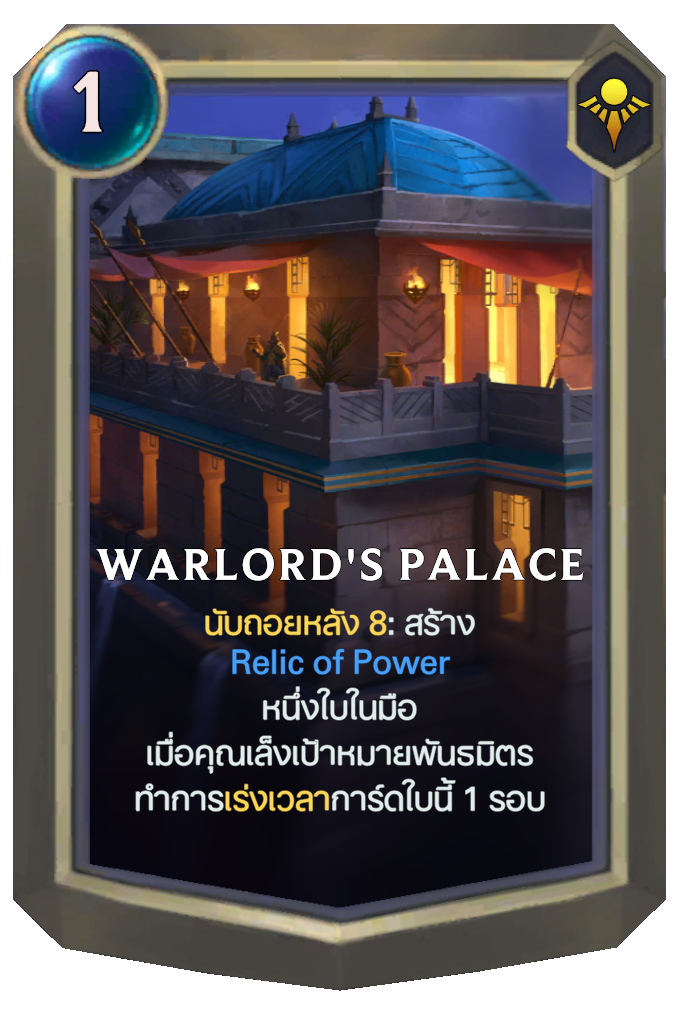 1
WARLORD'S PALACE
นับถอยหลัง 8: สร้าง
Relic of Power
หนึ่งใบในมือ
เมื่อคุณเล็งเป้าหมายพันธมิตร
ทำการเร่งเวลาการ์ดใบนี้ 1 รอบ